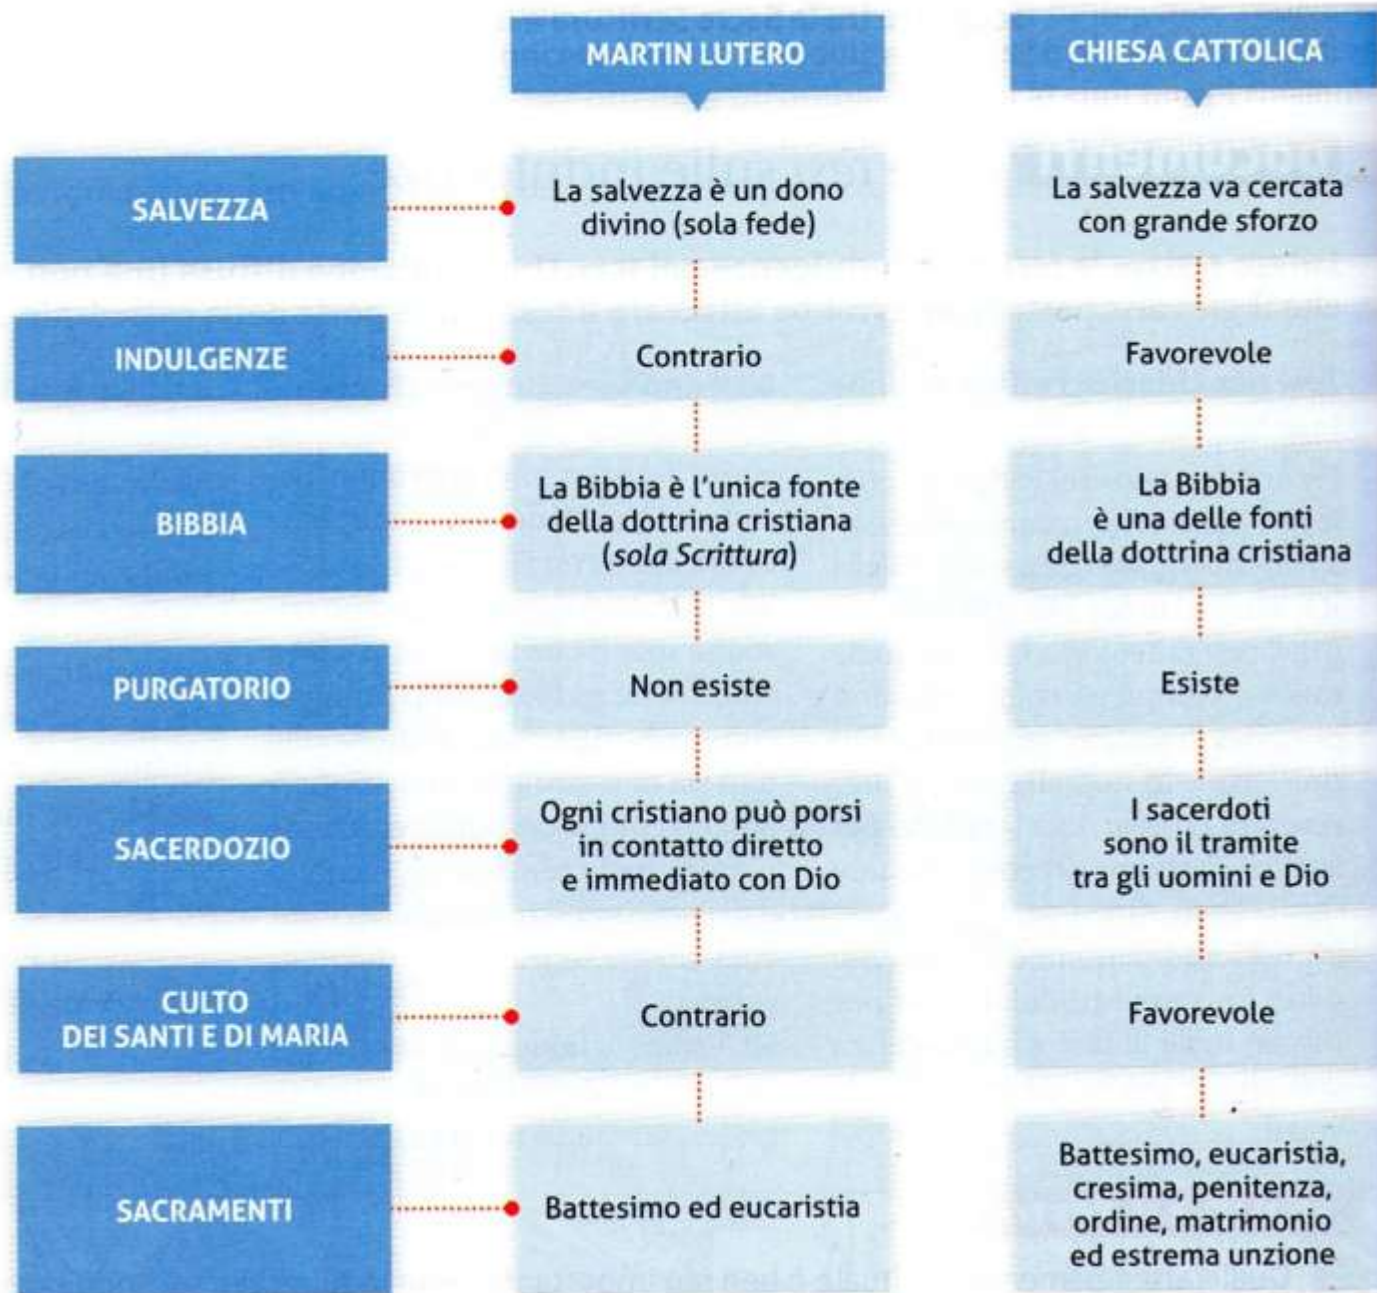 MARTIN LUTERO
CHIESA CATTOLICA
SALVEZZA
La salvezza è un dono
divino (sola fede)
La salvezza va cercata
con grande sforzo
INDULGENZE
Contrario
Favorevole
BIBBIA
La Bibbia è l'unica fonte
della dottrina cristiana
(sola Scrittura)
La Bibbia
è una delle fonti
della dottrina cristiana
PURGATORIO
Non esiste
Esiste
SACERDOZIO
Ogni cristiano può porsi
in contatto diretto
e immediato con Dio
I sacerdoti
sono il tramite
tra gli uomini e Dio
CULTO
DEI SANTI E DI MARIA
Contrario
Favorevole
SACRAMENTI
Battesimo ed eucaristia
Battesimo, eucaristia,
cresima, penitenza,
ordine, matrimonio
ed estrema unzione